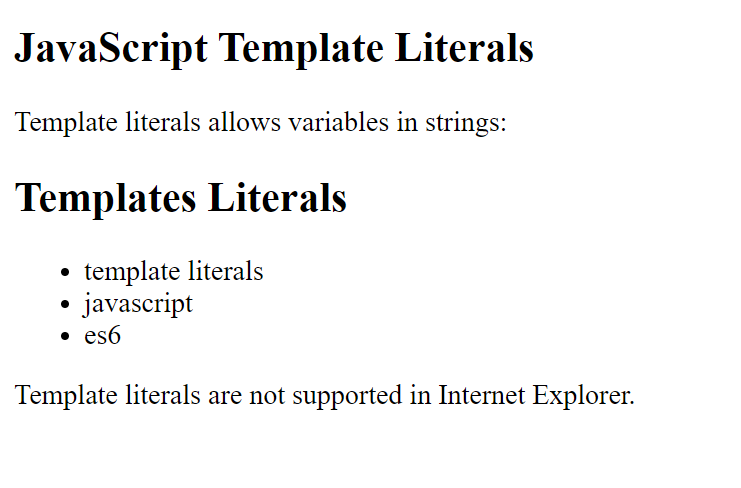 JavaScript Template Literals
Template literals allows variables in strings:
Templates Literals
template literals
javascript
es6
Template literals are not supported in Internet Explorer.